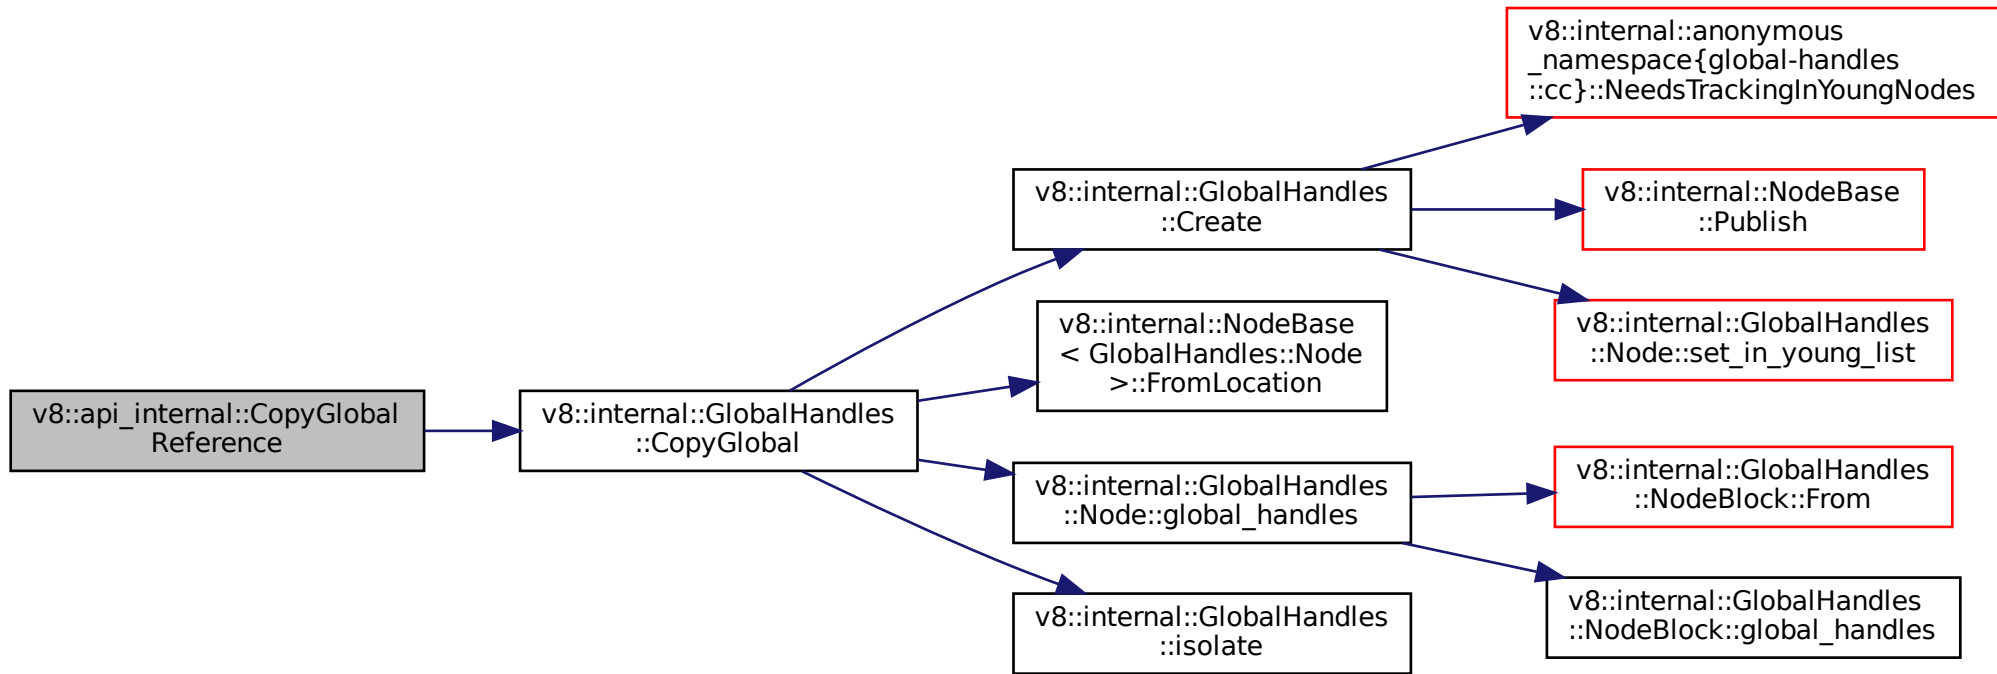 v8::internal::anonymous
_namespace{global-handles
::cc}::NeedsTrackingInYoungNodes
v8::internal::GlobalHandles
::Create
v8::internal::NodeBase
::Publish
v8::internal::GlobalHandles
::Node::set_in_young_list
v8::internal::NodeBase
< GlobalHandles::Node
>::FromLocation
v8::api_internal::CopyGlobal
Reference
v8::internal::GlobalHandles
::CopyGlobal
v8::internal::GlobalHandles
::Node::global_handles
v8::internal::GlobalHandles
::NodeBlock::From
v8::internal::GlobalHandles
::NodeBlock::global_handles
v8::internal::GlobalHandles
::isolate